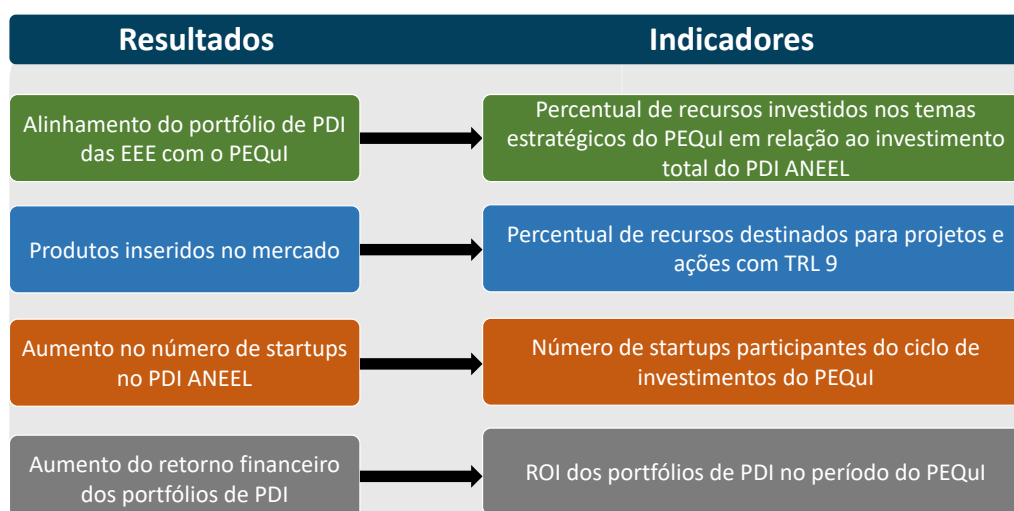 Resultados
Indicadores
Alinhamento do portfólio de PDI
das EEE com o PEQuI
Percentual de recursos investidos nos temas
estratégicos do PEQuI em relação ao investimento
total do PDI ANEEL
Produtos inseridos no mercado
Percentual de recursos destinados para projetos e
ações com TRL 9
Aumento no número de startups
no PDI ANEEL
Número de startups participantes do ciclo de
investimentos do PEQuI
Aumento do retorno financeiro
dos portfólios de PDI
ROI dos portfólios de PDI no período do PEQuI